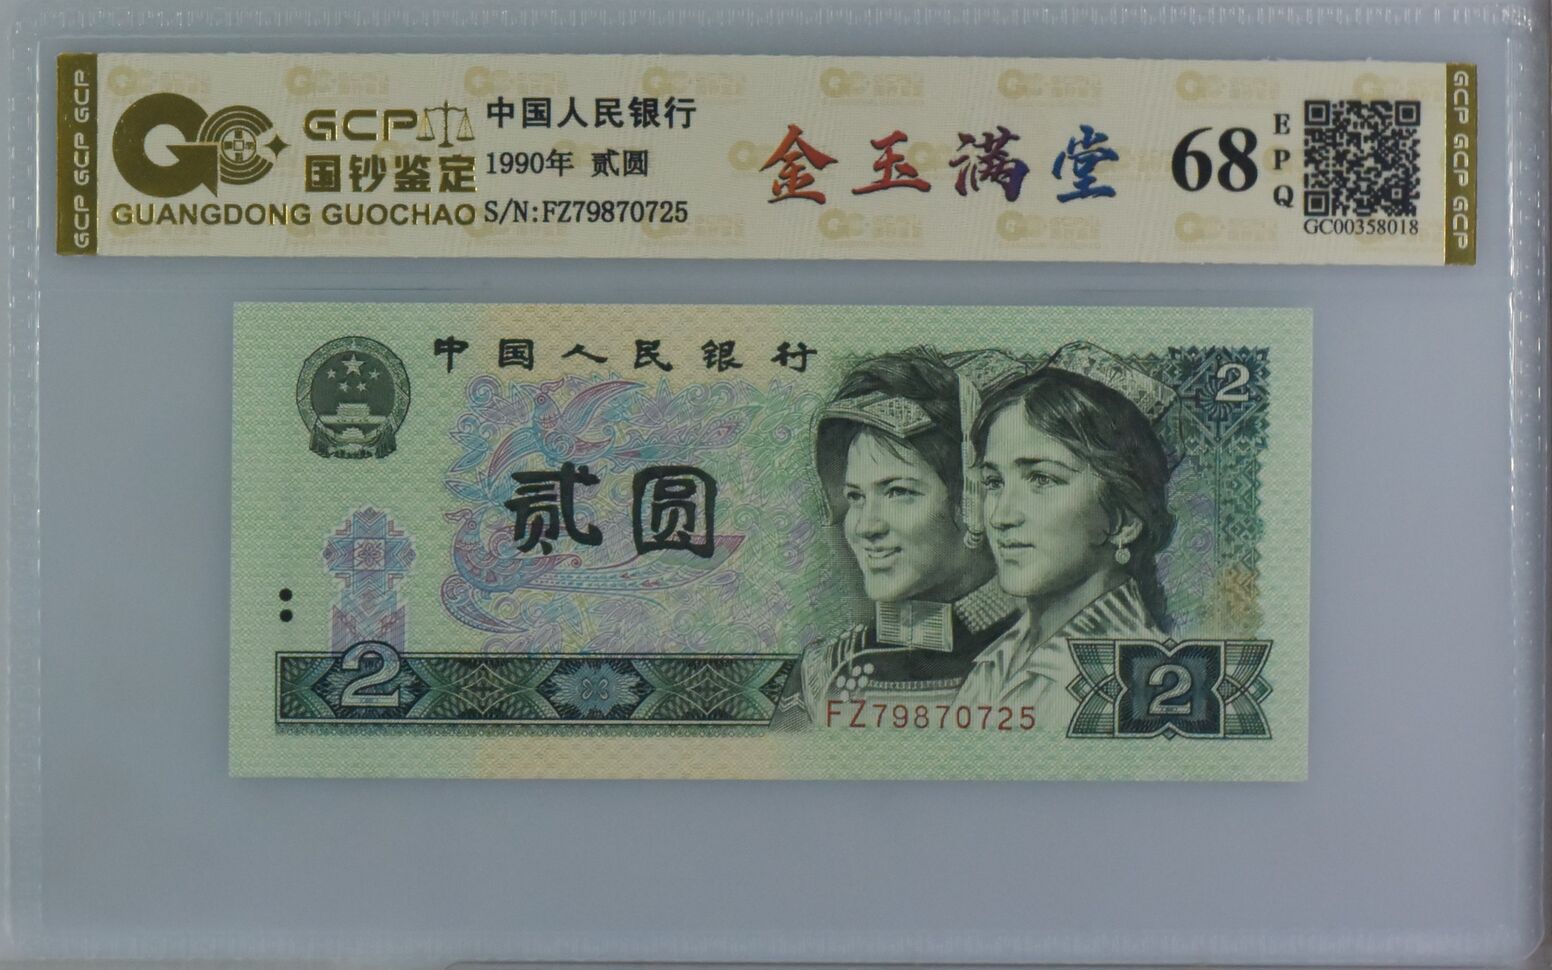 GCP GCP GCP
GCP
国钞鉴定
GUANGDONG GUOCHAO
中国人民银行
1990年 贰圆
S/N:FZ79870725
金玉满堂
68
EPQ
GC00358018
GCP GCP GCP
中国人民银行
2
贰圆
2
FZ79870725
2